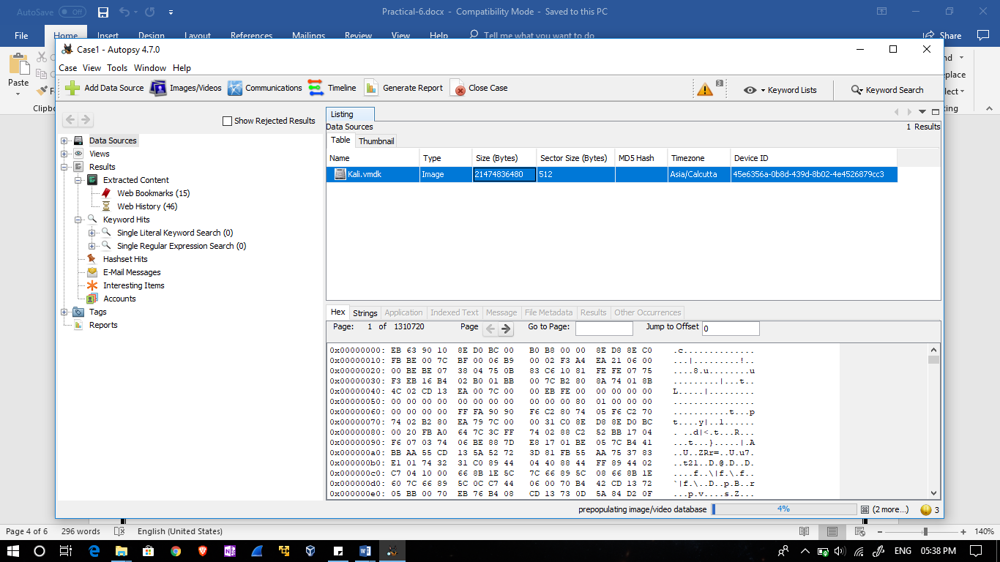 AutoSave Off Practical-6.docx - Compatibility Mode - Saved to this PC
File Home Insert Design Layout References Mailings Review View Help Tell me what you want to do Share
Paste
Case1 - Autopsy 4.7.0
Case View Tools Window Help
Add Data Source Images/Videos Communications Timeline Generate Report Close Case 3 Keyword Lists Keyword Search
Show Rejected Results
Data Sources
Views
Results
Extracted Content
Web Bookmarks (15)
Web History (46)
Keyword Hits
Single Literal Keyword Search (0)
Single Regular Expression Search (0)
Hashset Hits
E-Mail Messages
Interesting Items
Accounts
Tags
Reports
Listing
Data Sources 1 Results
Table Thumbnail
Name Type Size (Bytes) Sector Size (Bytes) MD5 Hash Timezone Device ID
Kali.vmdk Image 21474836480 512 Asia/Calcutta 45e6356a-0b8d-439d-8b02-4e4526879cc3
Hex Strings Application Indexed Text Message File Metadata Results Other Occurrences
Page: 1 of 1310720 Page Go to Page: Jump to Offset 0
0x00000000: EB 63 90 10 8E D0 BC 00 B0 B8 00 00 8E D8 8E C0 .c..............
0x00000010: FB BE 00 7C BF 00 06 B9 00 02 F3 A4 EA 21 06 00 ...|.........!..
0x00000020: 00 BE BE 07 38 04 75 0B 83 C6 10 81 FE FE 07 75 ....8.u........u
0x00000030: F3 EB 16 B4 02 B0 01 BB 00 7C B2 80 8A 74 01 8B .........|...t..
0x00000040: 4C 02 CD 13 EA 00 7C 00 00 EB FE 00 00 00 00 00 L.....|.........
0x00000050: 00 00 00 00 00 00 00 00 00 00 00 80 01 00 00 00 ................
0x00000060: 00 00 00 00 FF FA 90 90 F6 C2 80 74 05 F6 C2 70 ...........t...p
0x00000070: 74 02 B2 80 EA 79 7C 00 00 31 C0 8E D8 8E D0 BC t....y|..1......
0x00000080: 00 20 FB A0 64 7C 3C FF 74 02 88 C2 52 BB 17 04 . ..d|<.t...R...
0x00000090: F6 07 03 74 06 BE 88 7D E8 17 01 BE 05 7C B4 41 ...t...}.....|.A
0x000000a0: BB AA 55 CD 13 5A 52 72 3D 81 FB 55 AA 75 37 83 ..U..ZRr=..U.u7.
0x000000b0: E1 01 74 32 31 C0 89 44 04 40 88 44 FF 89 44 02 ..t21..D.@.D..D.
0x000000c0: C7 04 10 00 66 8B 1E 5C 7C 66 89 5C 08 66 8B 1E ....f..\|f.\.f..
0x000000d0: 60 7C 66 89 5C 0C C7 44 06 00 70 B4 42 CD 13 72 `|f.\..D..p.B..r
0x000000e0: 05 BB 00 70 EB 76 B4 08 CD 13 73 0D 5A 84 D2 0F ...p.v....s.Z...
prepopulating image/video database 4% (2 more...) 3
Page 4 of 6 296 words English (United States) 140%
ENG 05:38 PM